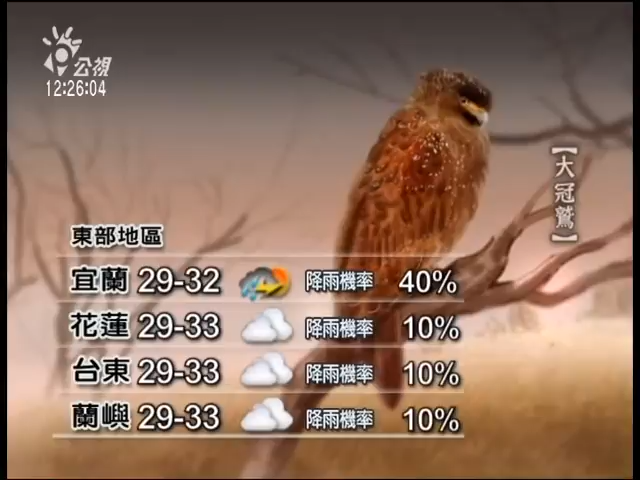 公視
12:26:04
【大冠鷲】
東部地區
宜蘭 29-32 降雨機率 40%
花蓮 29-33 降雨機率 10%
台東 29-33 降雨機率 10%
蘭嶼 29-33 降雨機率 10%